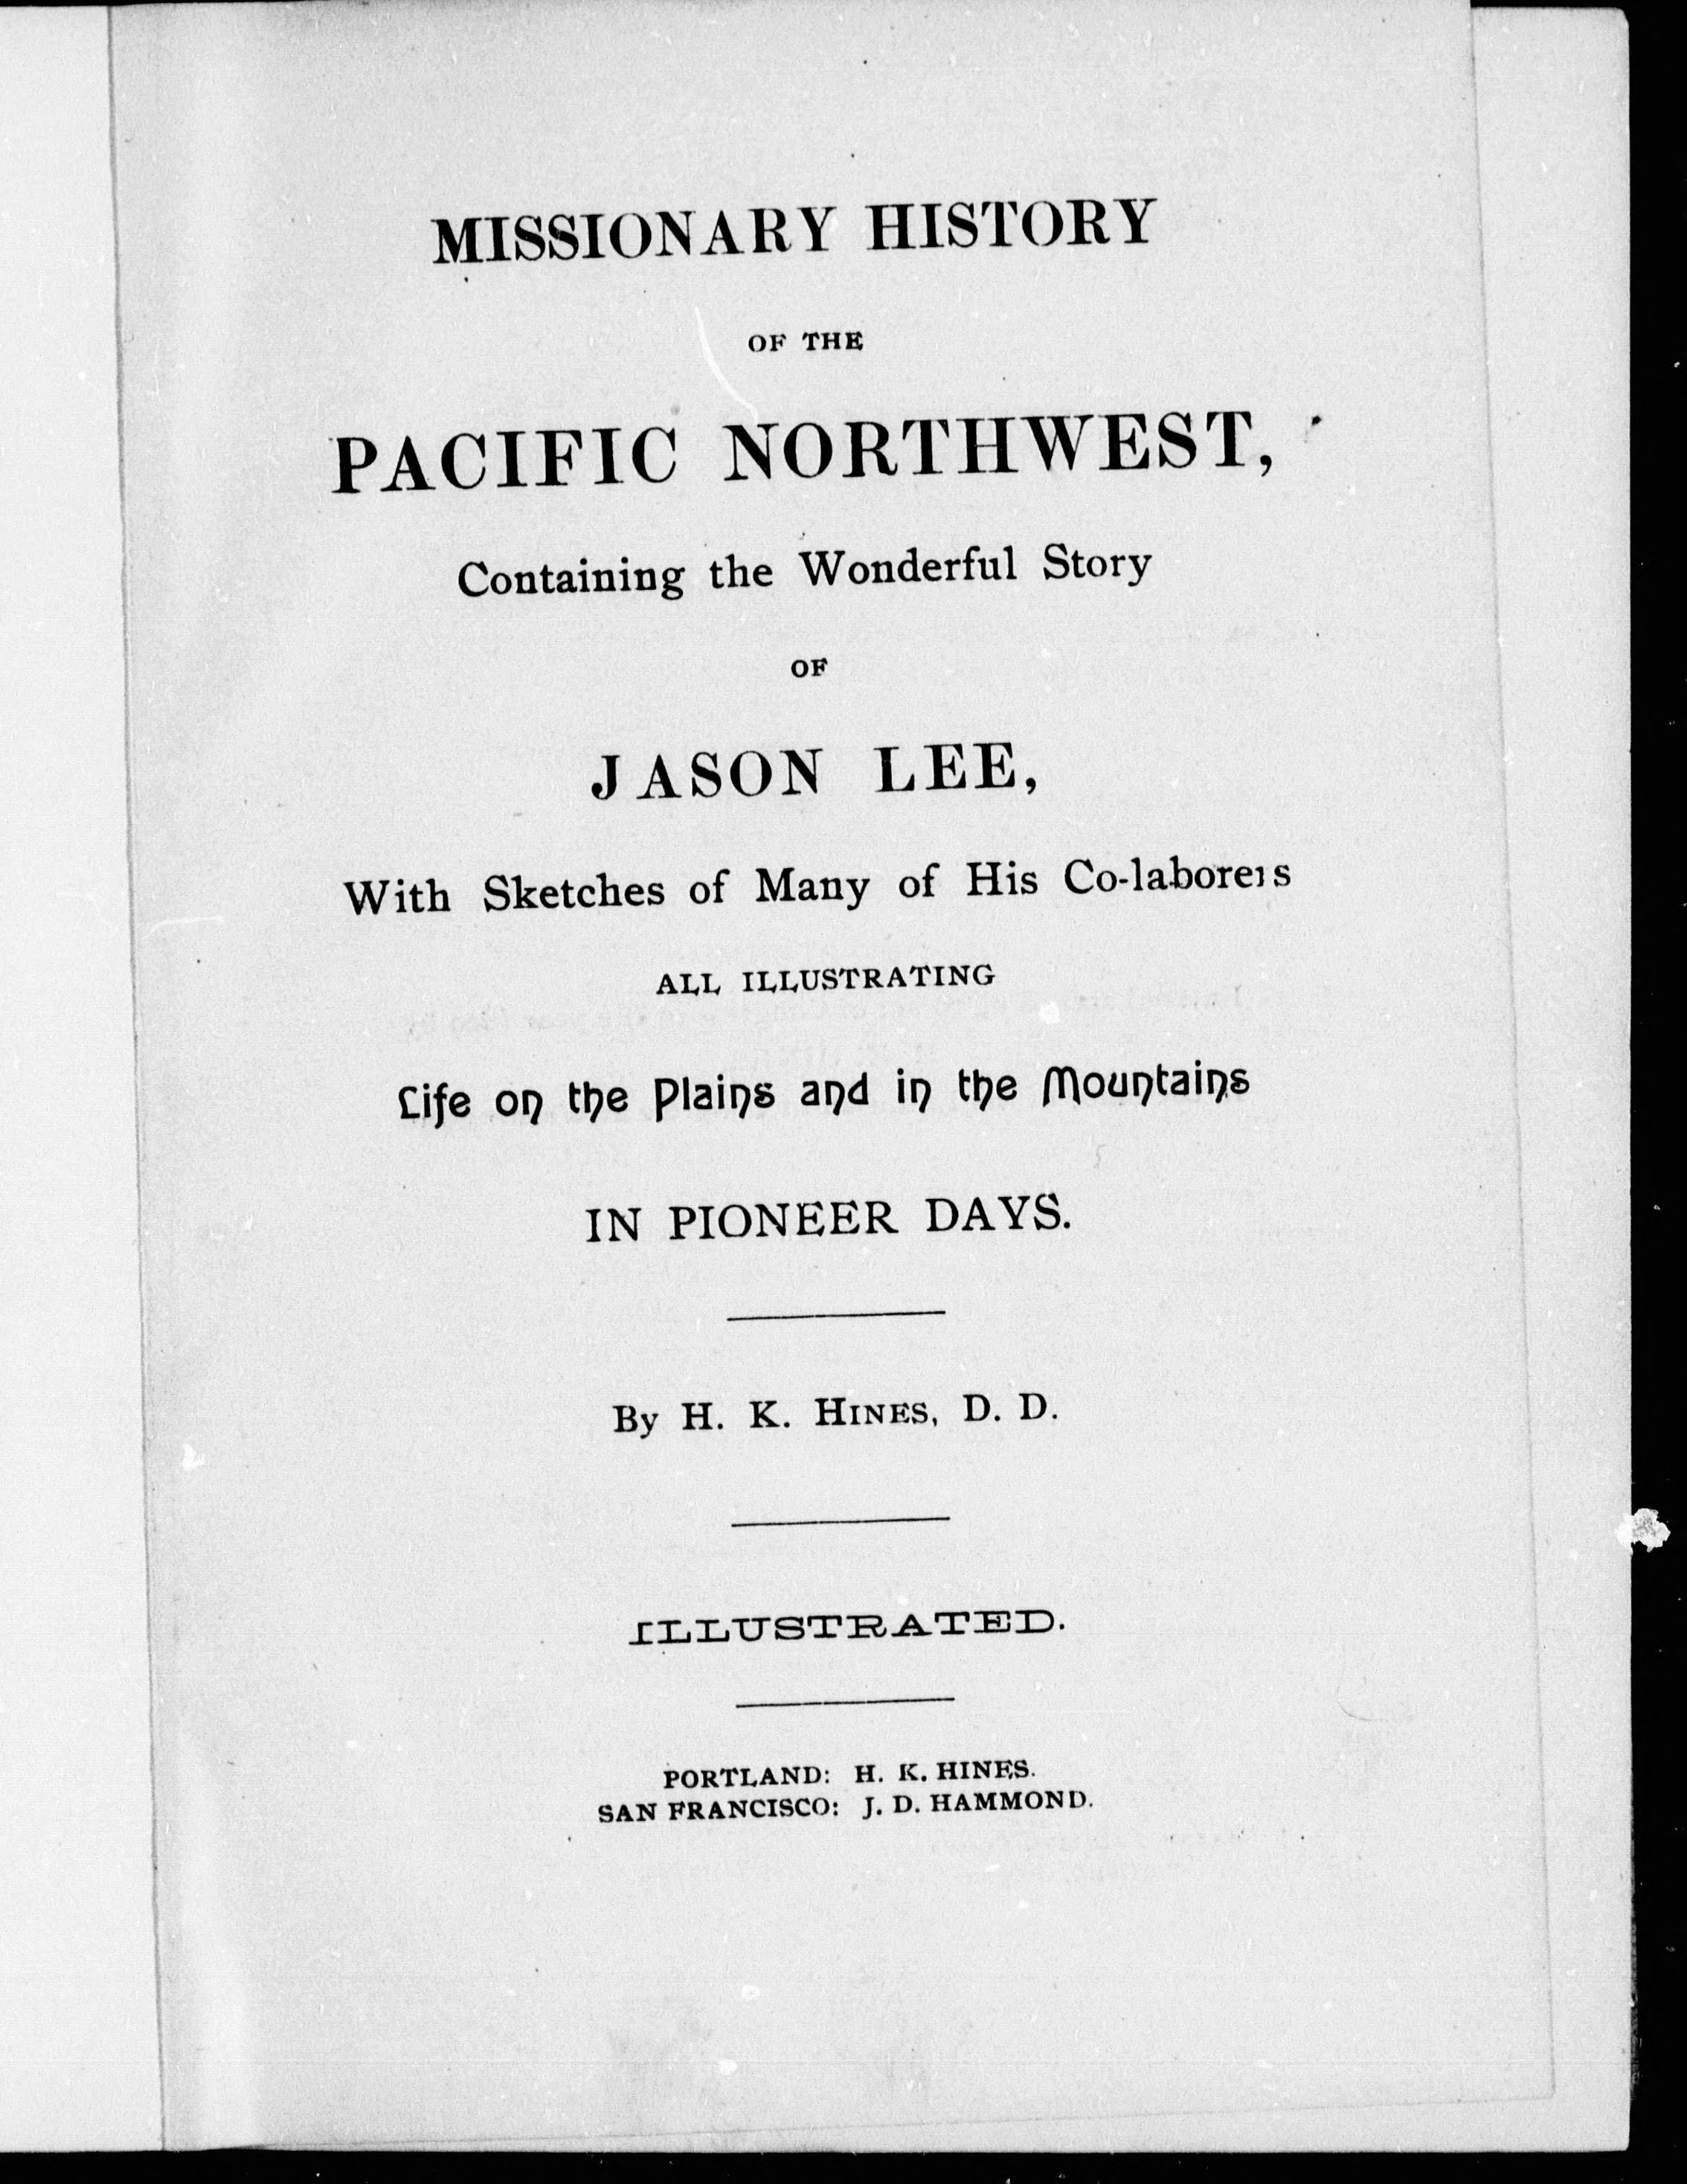 MISSIONARY HISTORY
OF THE
PACIFIC NORTHWEST,
Containing the Wonderful Story
OF
JASON LEE,
With Sketches of Many of His Co-laborers
ALL ILLUSTRATING
Life on the Plains and in the Mountains
IN PIONEER DAYS.
By H. K. HINES, D. D.
ILLUSTRATED.
PORTLAND: H. K. HINES.
SAN FRANCISCO: J. D. HAMMOND.